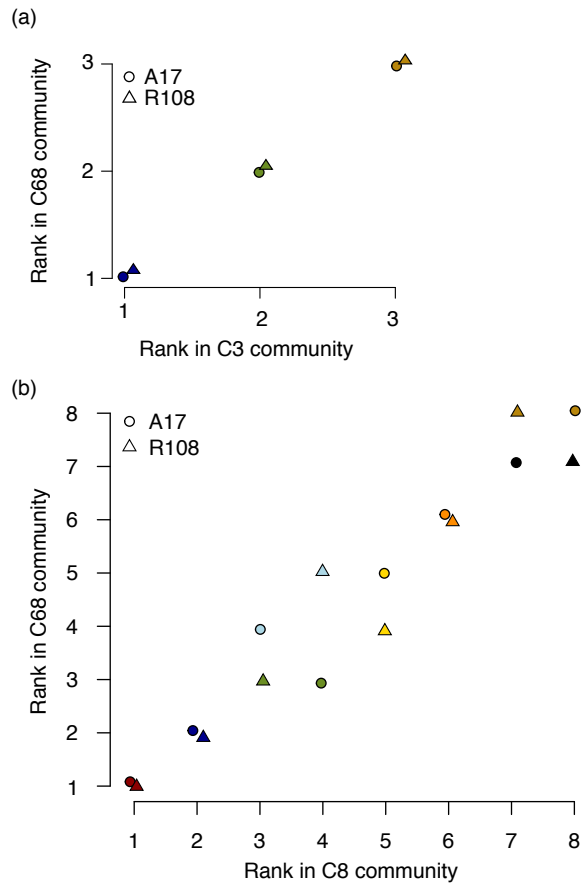 (a)
3
A17
R108
2
1
Rank in C68 community
1 2 3
Rank in C3 community
(b)
8
A17
R108
7
6
5
4
3
2
1
Rank in C68 community
1 2 3 4 5 6 7 8
Rank in C8 community